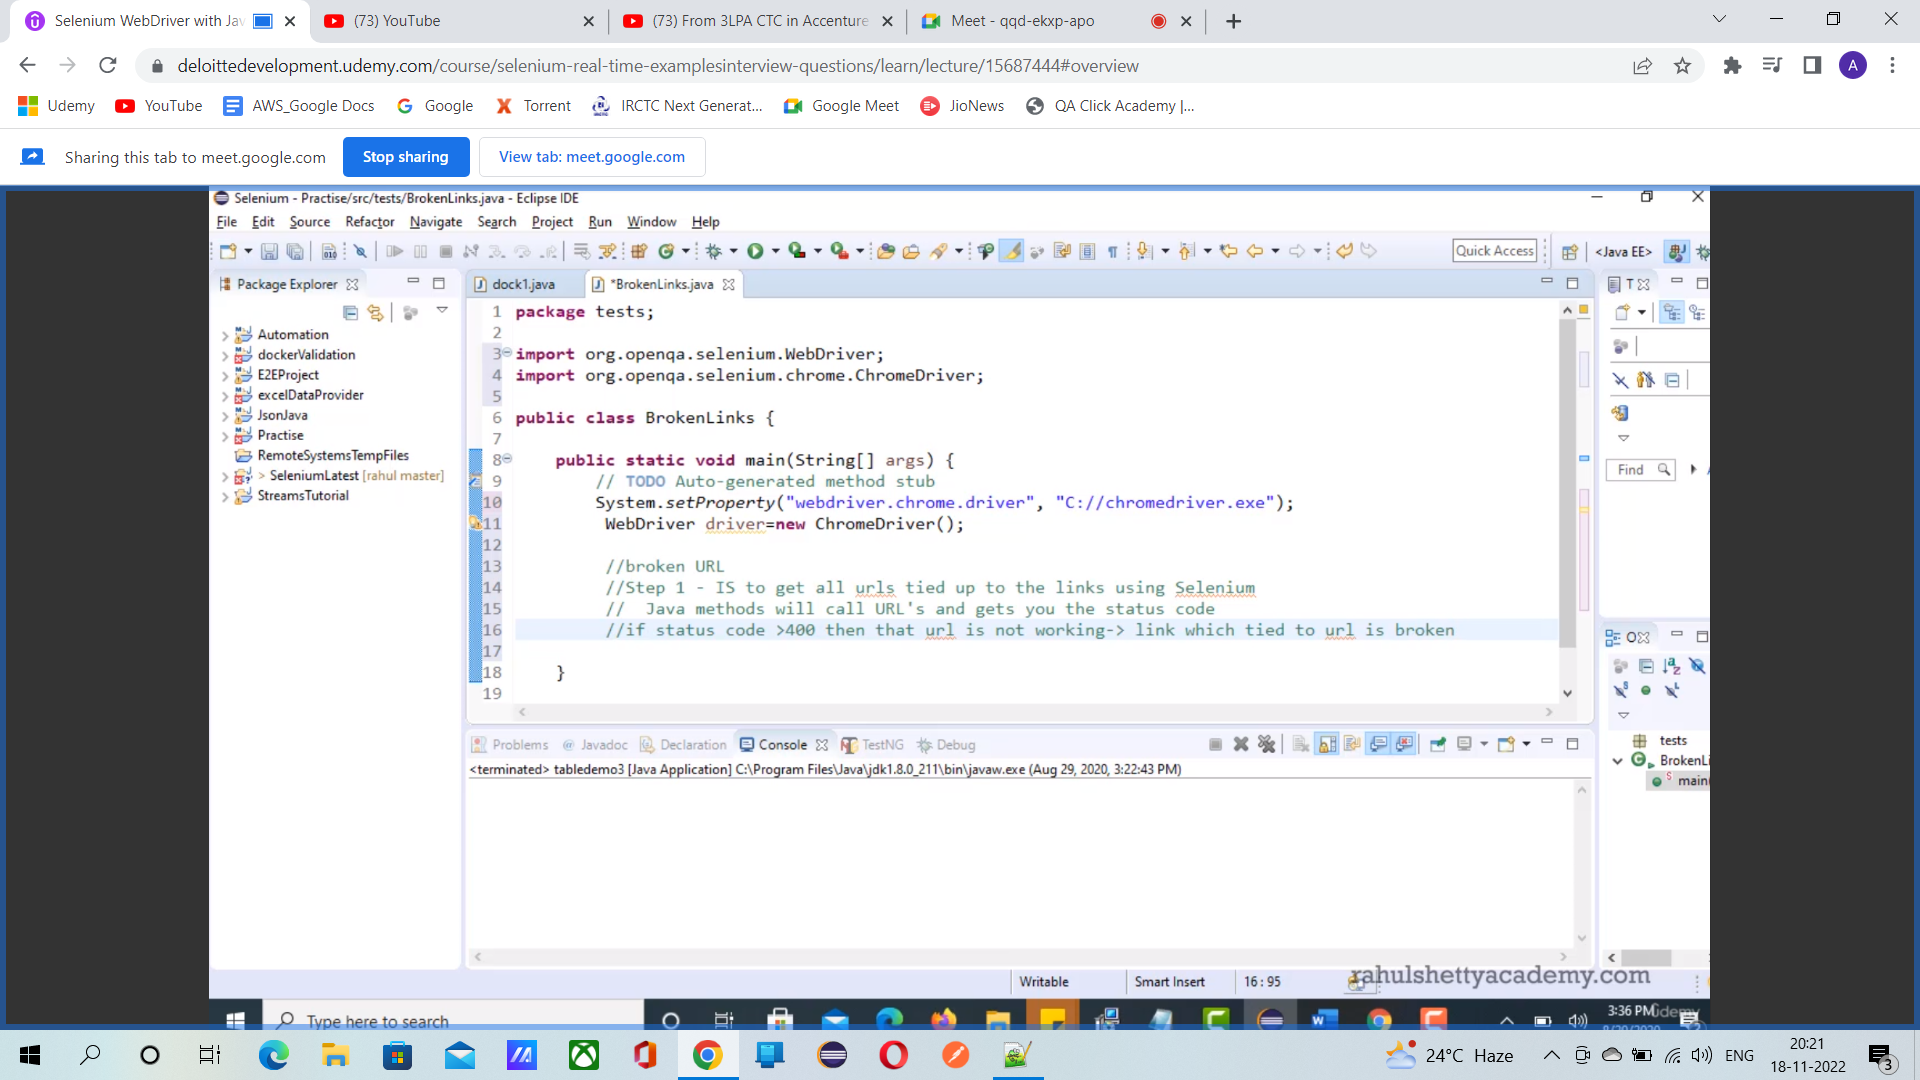 Selenium WebDriver with Jav
(73) YouTube
(73) From 3LPA CTC in Accenture
Meet - qqd-ekxp-apo
deloittedevelopment.udemy.com/course/selenium-real-time-examplesinterview-questions/learn/lecture/15687444#overview
A
Udemy
YouTube
AWS_Google Docs
Google
Torrent
IRCTC Next Generat...
Google Meet
JioNews
QA Click Academy |...
Sharing this tab to meet.google.com
Stop sharing
View tab: meet.google.com
Selenium - Practise/src/tests/BrokenLinks.java - Eclipse IDE
File Edit Source Refactor Navigate Search Project Run Window Help
Quick Access
<Java EE>
Package Explorer
dock1.java
*BrokenLinks.java
T
Automation
dockerValidation
E2EProject
excelDataProvider
JsonJava
Practise
RemoteSystemsTempFiles
> SeleniumLatest [rahul master]
StreamsTutorial
1 package tests;
2
3 import org.openqa.selenium.WebDriver;
4 import org.openqa.selenium.chrome.ChromeDriver;
5
6 public class BrokenLinks {
7
8 public static void main(String[] args) {
9 // TODO Auto-generated method stub
10 System.setProperty("webdriver.chrome.driver", "C://chromedriver.exe");
11 WebDriver driver=new ChromeDriver();
12
13 //broken URL
14 //Step 1 - IS to get all urls tied up to the links using Selenium
15 // Java methods will call URL's and gets you the status code
16 //if status code >400 then that url is not working-> link which tied to url is broken
17
18 }
19
Find
O
tests
BrokenLi
main(
Problems
Javadoc
Declaration
Console
TestNG
Debug
<terminated> tabledemo3 [Java Application] C:\Program Files\Java\jdk1.8.0_211\bin\javaw.exe (Aug 29, 2020, 3:22:43 PM)
Writable
Smart Insert
16 : 95
rahulshettyacademy.com
Type here to search
3:36 PM
Udemy
24°C Haze
ENG
20:21
18-11-2022
3